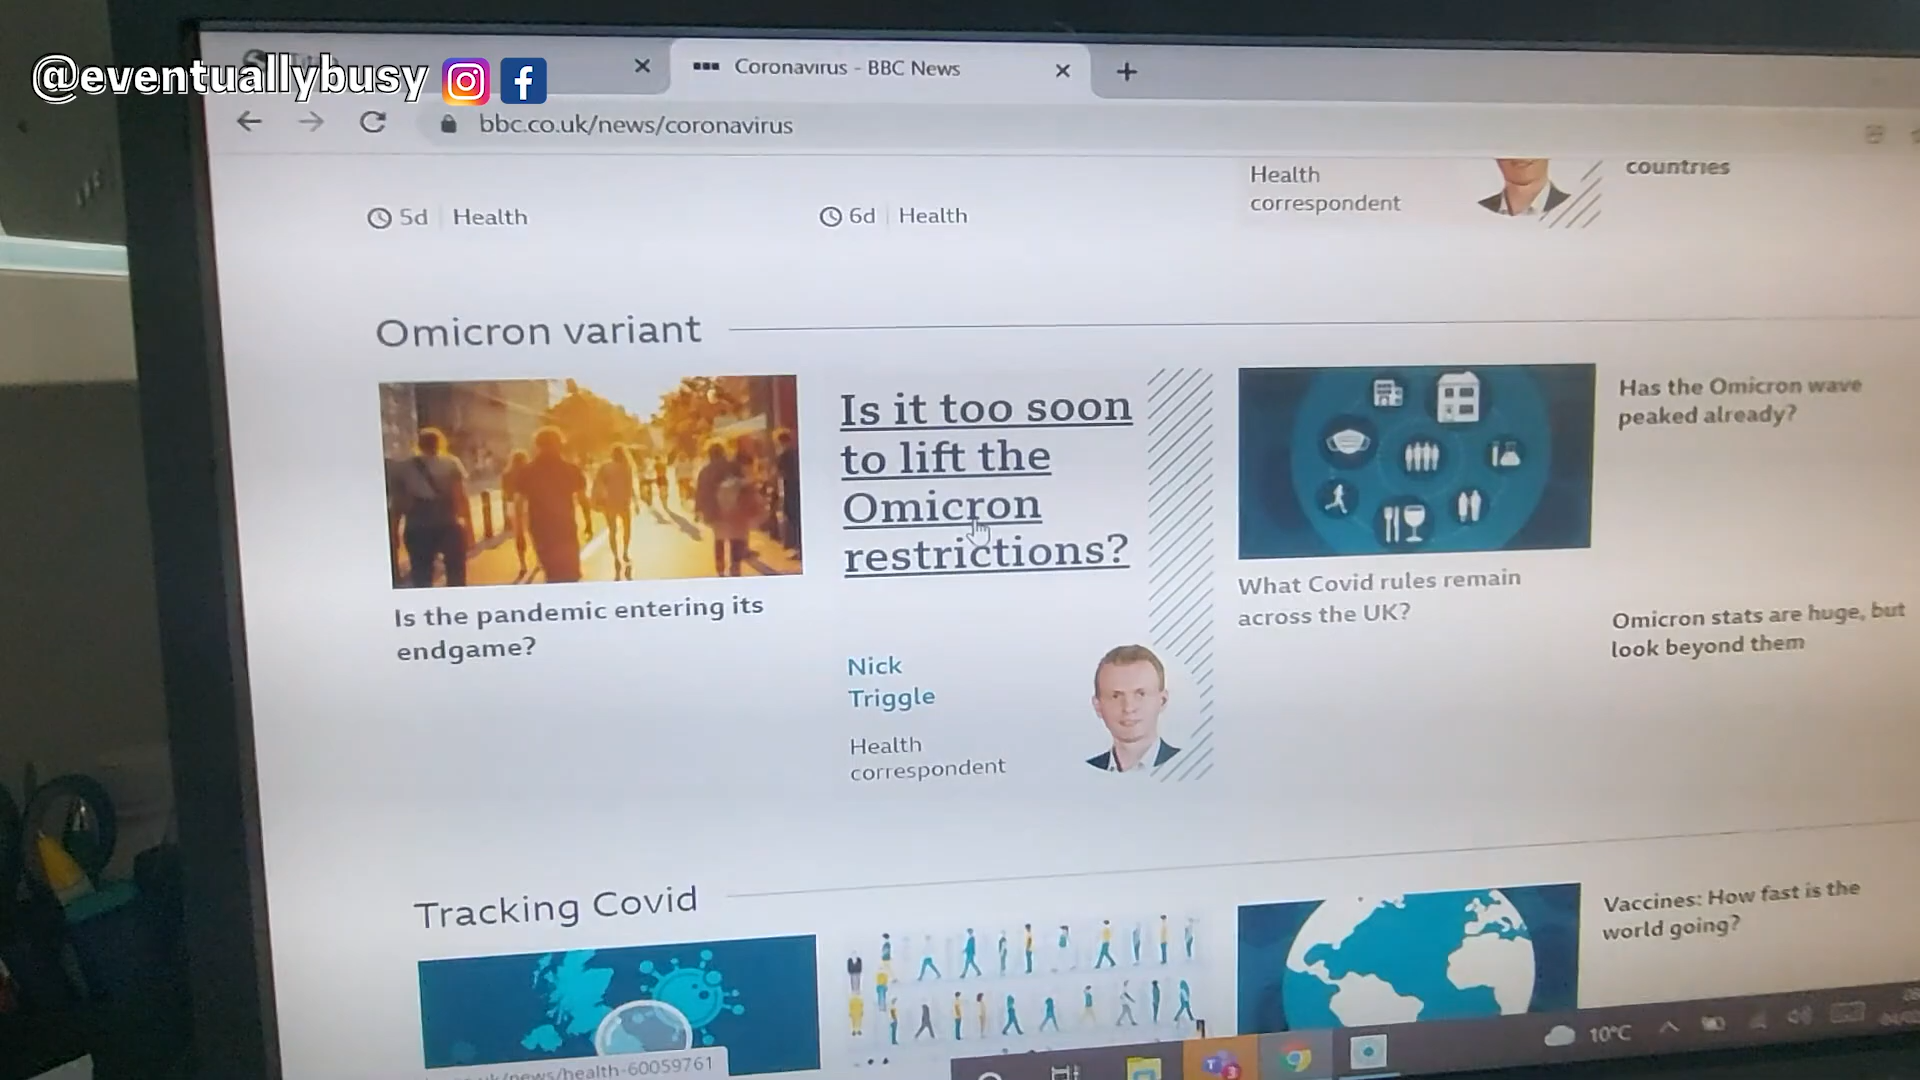 @eventuallybusy
Coronavirus - BBC News
bbc.co.uk/news/coronavirus
5d Health
6d Health
Health
correspondent
countries
Omicron variant
Is the pandemic entering its
endgame?
Is it too soon
to lift the
Omicron
restrictions?
Nick
Triggle
Health
correspondent
What Covid rules remain
across the UK?
Has the Omicron wave
peaked already?
Omicron stats are huge, but
look beyond them
Tracking Covid
Vaccines: How fast is the
world going?
uk/news/health-60059761
10°C